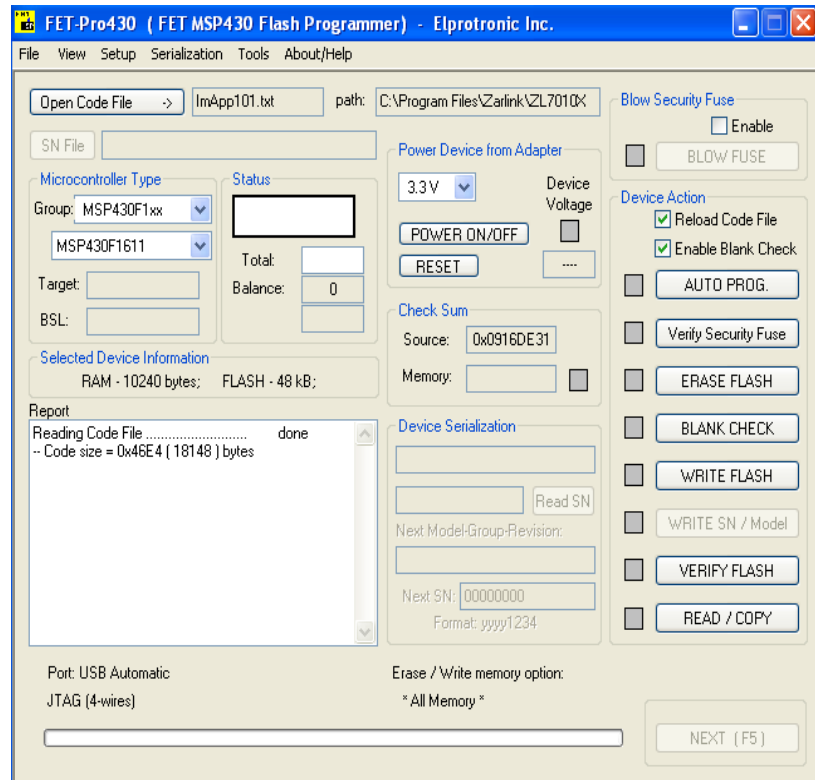 FET-Pro430 ( FET MSP430 Flash Programmer) - Elprotronic Inc.
File View Setup Serialization Tools About/Help
Open Code File -> ImApp101.txt path: C:\Program Files\Zarlink\ZL7010X
SN File
Microcontroller Type
Group: MSP430F1xx
MSP430F1611
Target:
BSL:
Status
Total:
Balance: 0
Selected Device Information
RAM - 10240 bytes; FLASH - 48 kB;
Report
Reading Code File ........................... done
-- Code size = 0x46E4 ( 18148 ) bytes
Power Device from Adapter
3.3 V
Device
Voltage
POWER ON/OFF
RESET ----
Check Sum
Source: 0x0916DE31
Memory:
Device Serialization
Read SN
Next Model-Group-Revision:
Next SN: 00000000
Format: yyyy1234
Blow Security Fuse
Enable
BLOW FUSE
Device Action
Reload Code File
Enable Blank Check
AUTO PROG.
Verify Security Fuse
ERASE FLASH
BLANK CHECK
WRITE FLASH
WRITE SN / Model
VERIFY FLASH
READ / COPY
Port: USB Automatic
JTAG (4-wires)
Erase / Write memory option:
* All Memory *
NEXT ( F5 )